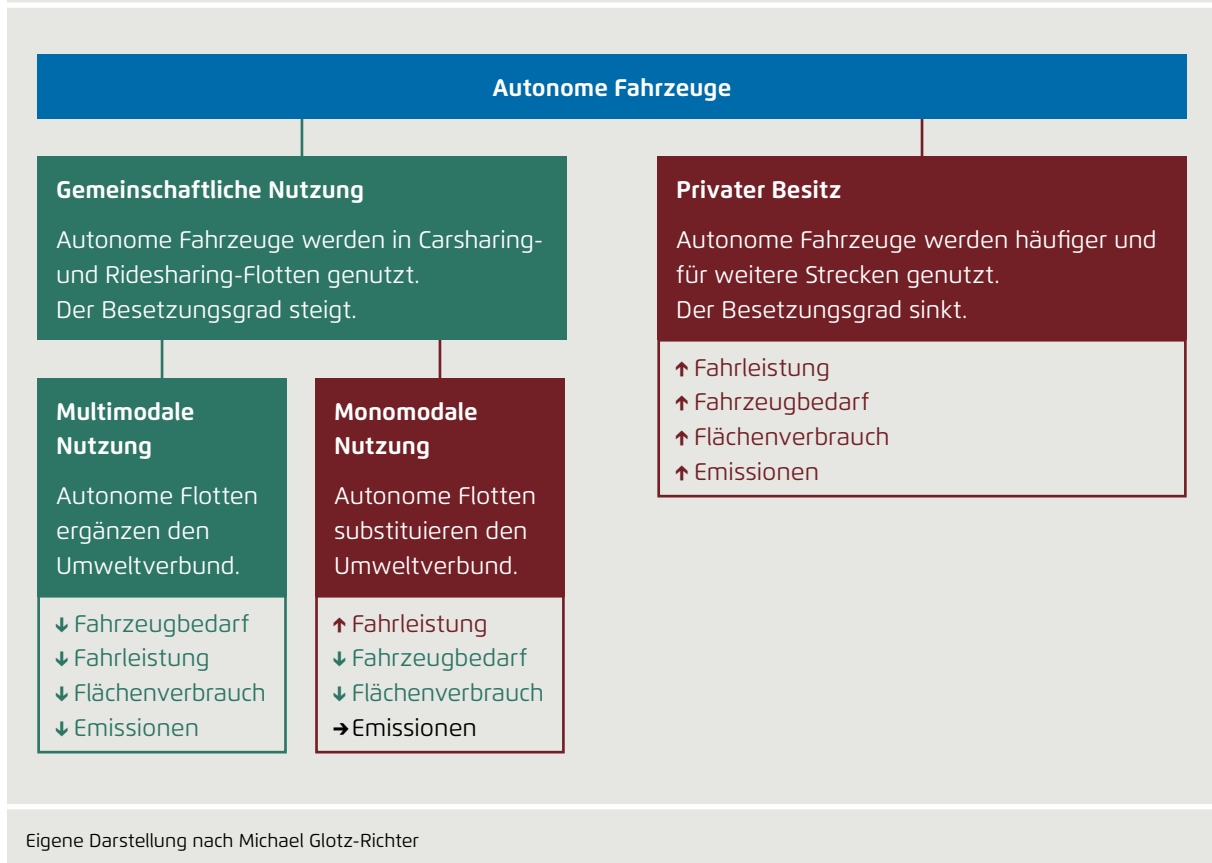 Autonome Fahrzeuge
Gemeinschaftliche Nutzung
Autonome Fahrzeuge werden in Carsharing-
und Ridesharing-Flotten genutzt.
Der Besetzungsgrad steigt.
Multimodale
Nutzung
Autonome Flotten
ergänzen den
Umweltverbund.
↓ Fahrzeugbedarf
↓ Fahrleistung
↓ Flächenverbrauch
↓ Emissionen
Monomodale
Nutzung
Autonome Flotten
substituieren den
Umweltverbund.
↑ Fahrleistung
↓ Fahrzeugbedarf
↓ Flächenverbrauch
→ Emissionen
Privater Besitz
Autonome Fahrzeuge werden häufiger und
für weitere Strecken genutzt.
Der Besetzungsgrad sinkt.
↑ Fahrleistung
↑ Fahrzeugbedarf
↑ Flächenverbrauch
↑ Emissionen
Eigene Darstellung nach Michael Glotz-Richter